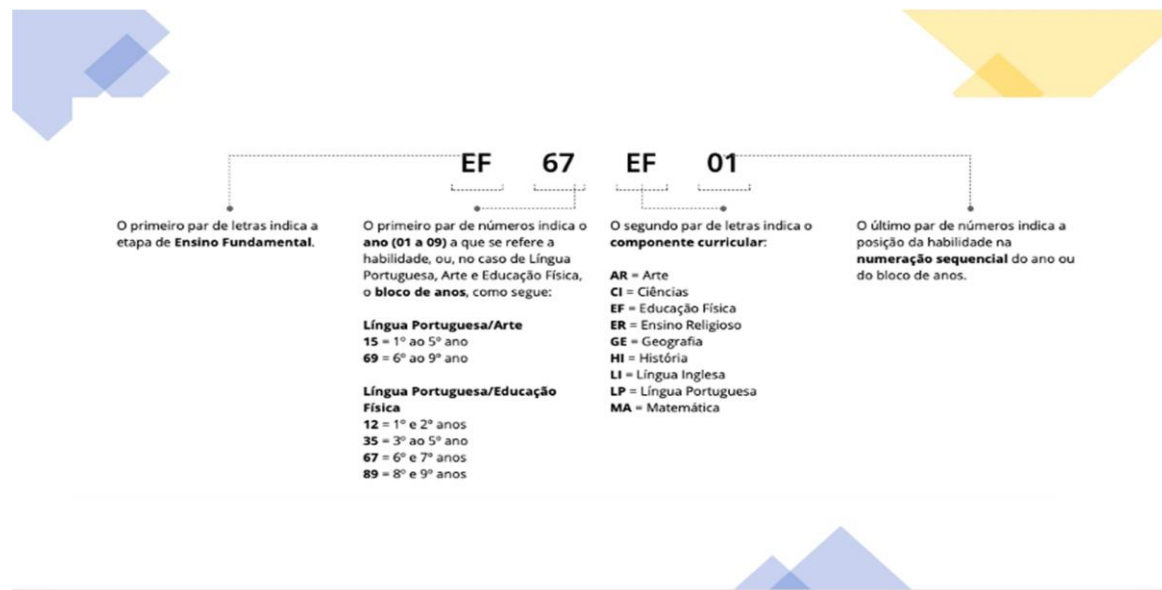 EF 67 EF 01
O primeiro par de letras indica a
etapa de Ensino Fundamental.
O primeiro par de números indica o
ano (01 a 09) a que se refere a
habilidade, ou, no caso de Língua
Portuguesa, Arte e Educação Física,
o bloco de anos, como segue:
Língua Portuguesa/Arte
15 = 1º ao 5º ano
69 = 6º ao 9º ano
Língua Portuguesa/Educação
Física
12 = 1º e 2º anos
35 = 3º ao 5º ano
67 = 6º e 7º anos
89 = 8º e 9º anos
O segundo par de letras indica o
componente curricular:
AR = Arte
CI = Ciências
EF = Educação Física
ER = Ensino Religioso
GE = Geografia
HI = História
LI = Língua Inglesa
LP = Língua Portuguesa
MA = Matemática
O último par de números indica a
posição da habilidade na
numeração sequencial do ano ou
do bloco de anos.